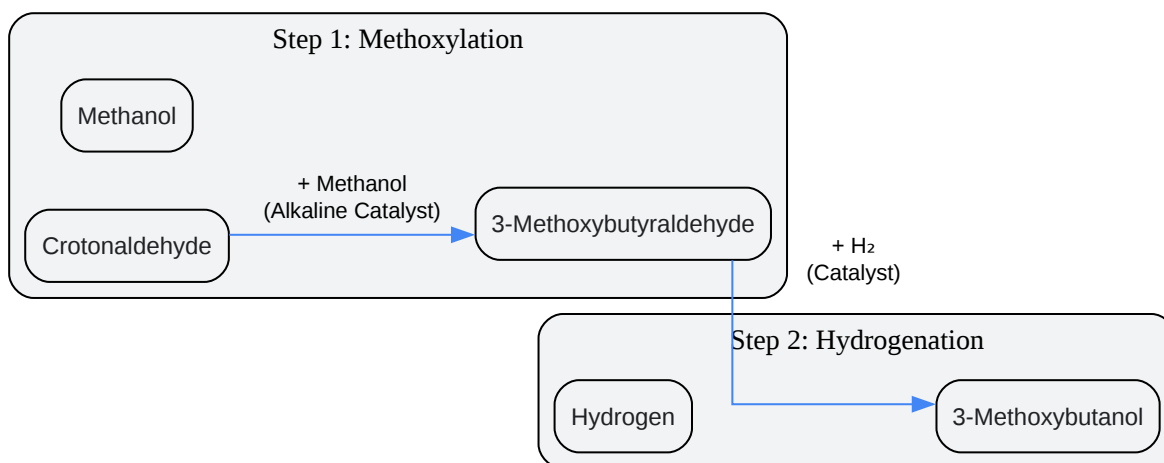 Step 1: Methoxylation
Methanol
+ Methanol
(Alkaline Catalyst)
Crotonaldehyde
3-Methoxybutyraldehyde
+ H₂
(Catalyst)
Step 2: Hydrogenation
Hydrogen
3-Methoxybutanol